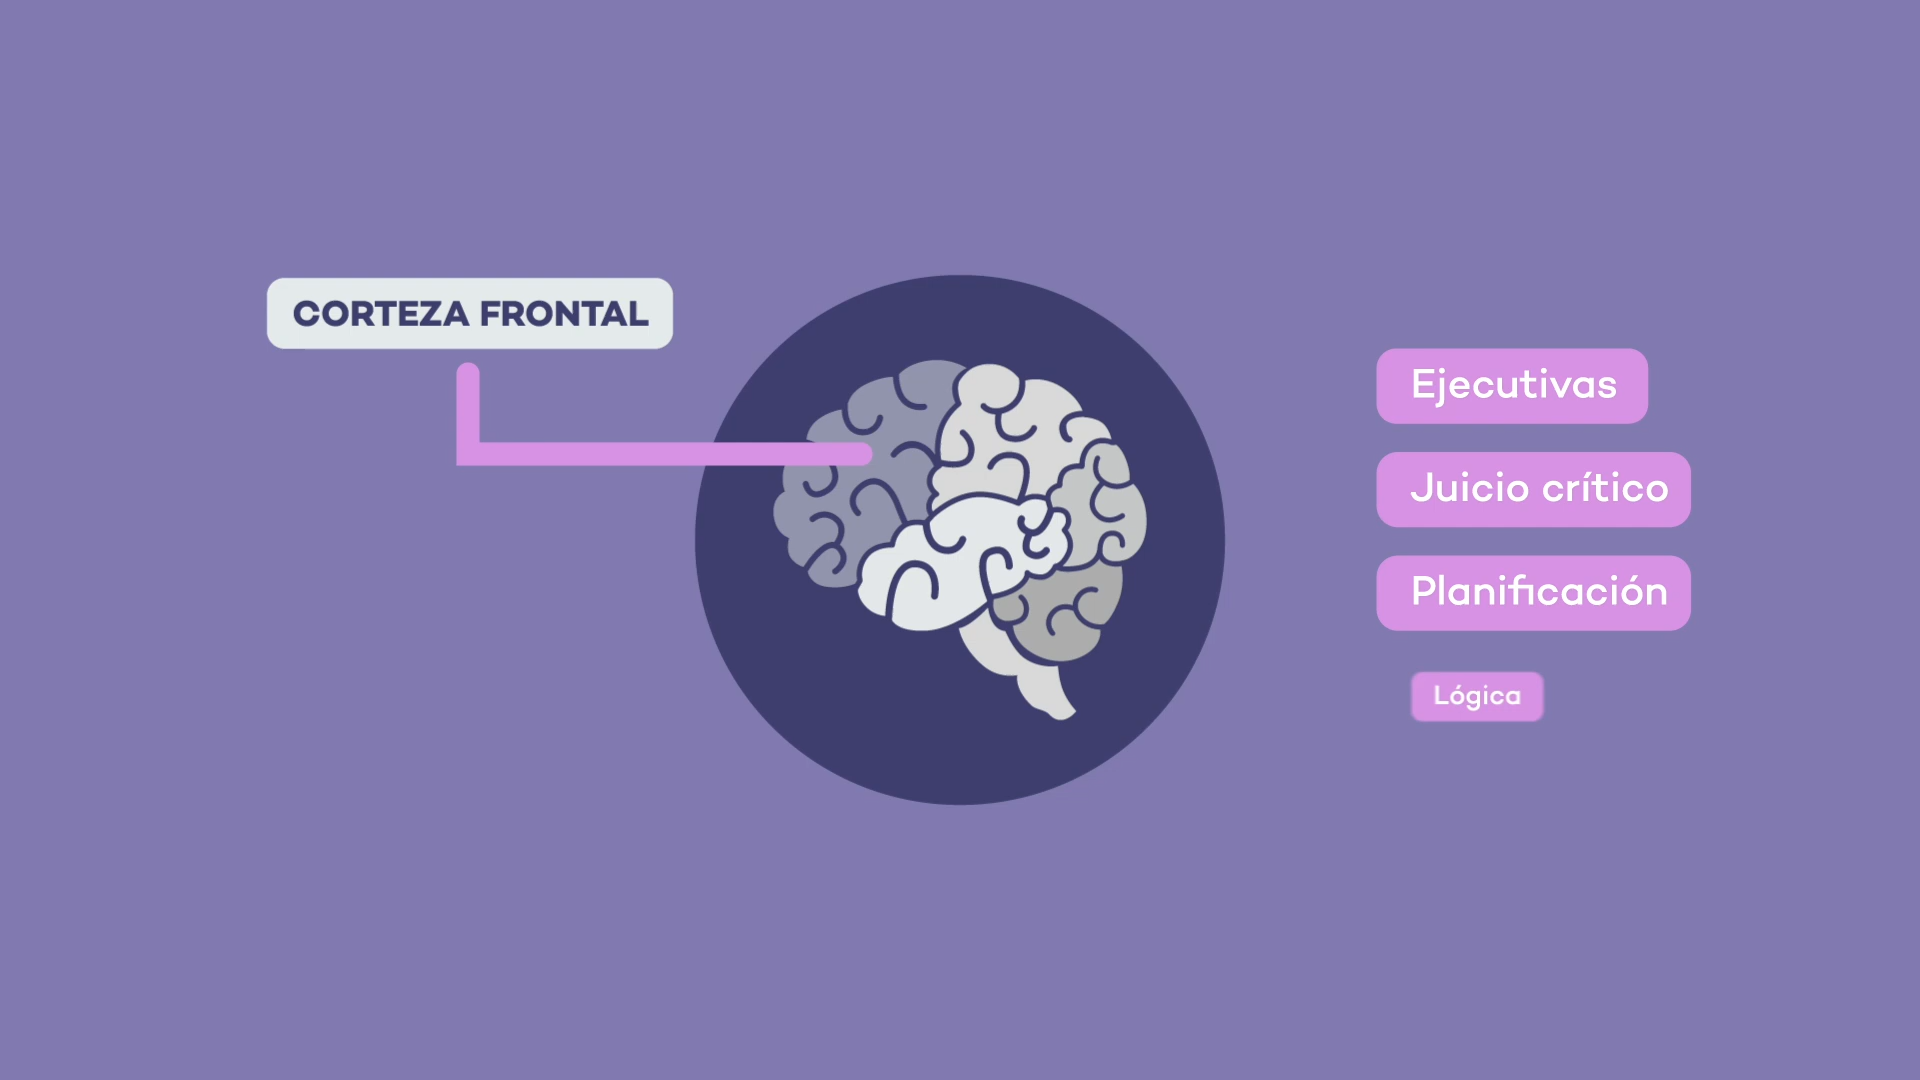 CORTEZA FRONTAL
Ejecutivas
Juicio crítico
Planificación
Lógica